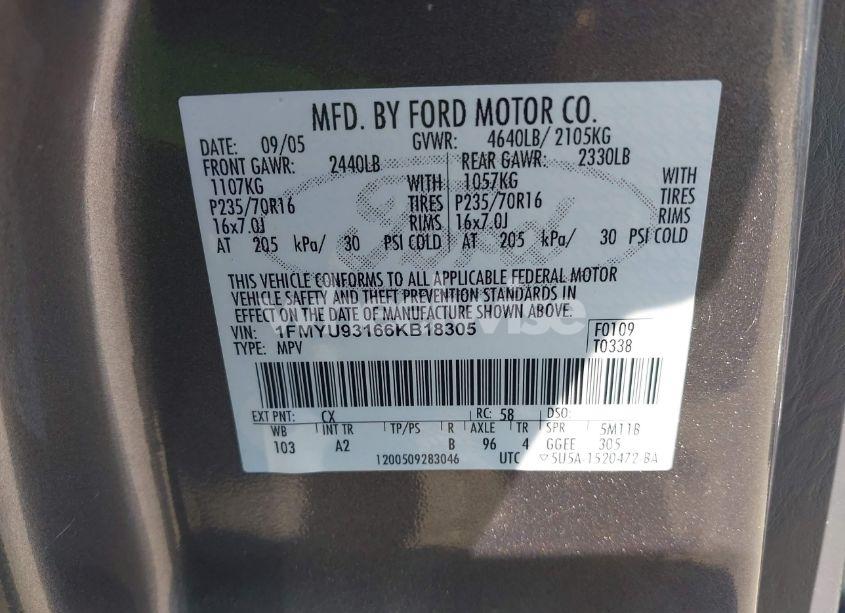 MFD. BY FORD MOTOR CO.
DATE: 09/05 GVWR: 4640LB/ 2105KG
FRONT GAWR: 2440LB REAR GAWR: 2330LB
1107KG WITH 1057KG WITH
P235/70R16 TIRES P235/70R16 TIRES
16x7.0J RIMS 16x7.0J RIMS
AT 205 kPa/ 30 PSI COLD AT 205 kPa/ 30 PSI COLD
Ford
THIS VEHICLE CONFORMS TO ALL APPLICABLE FEDERAL MOTOR
VEHICLE SAFETY AND THEFT PREVENTION STANDARDS IN
EFFECT ON THE DATE OF MANUFACTURE SHOWN ABOVE.
VIN: 1FMYU93166KB18305 F0109
TYPE: MPV T0338
EXT PNT: CX RC: 58 DSO:
WB INT TR TP/PS R AXLE TR SPR 5M11B
103 A2 B 96 4 GGEE 305
1200509283046 UTC ▽5U5A-1520472-BA